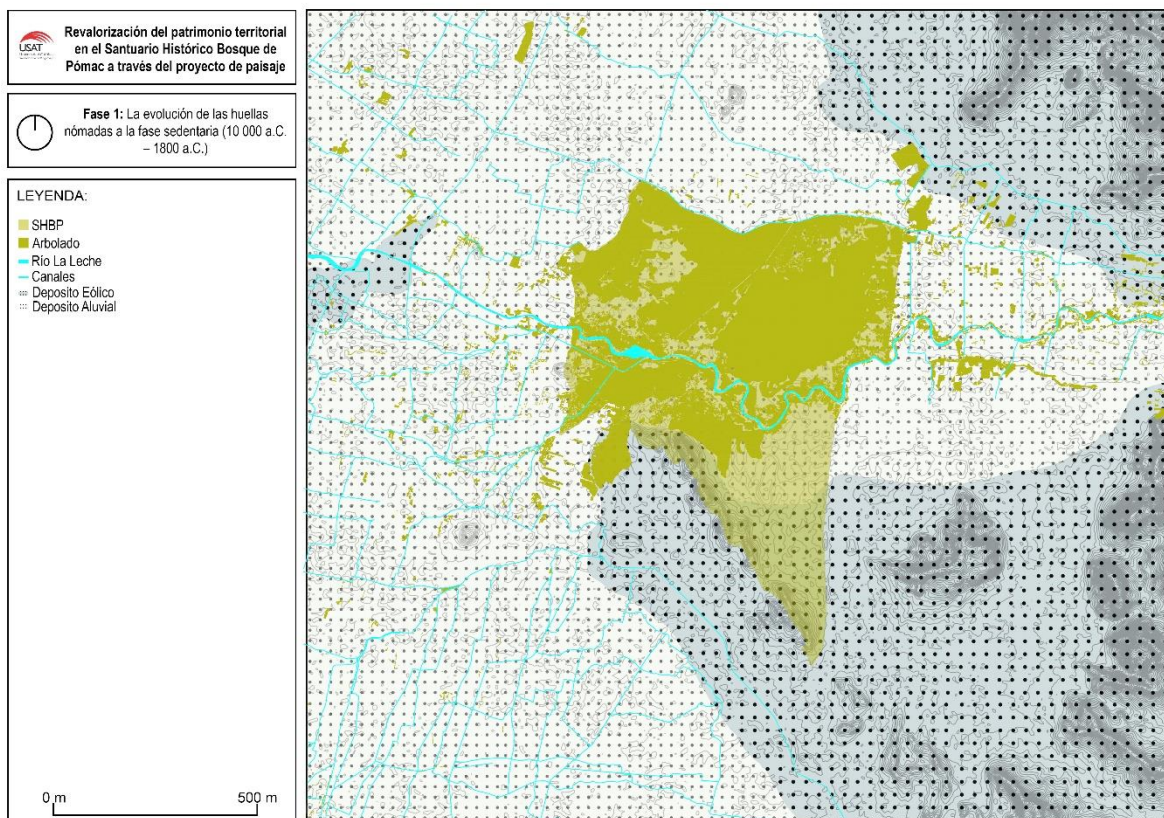 USAT
Revalorización del patrimonio territorial
en el Santuario Histórico Bosque de
Pómac a través del proyecto de paisaje
Fase 1: La evolución de las huellas
nómadas a la fase sedentaria (10 000 a.C.
– 1800 a.C.)
LEYENDA:
SHBP
Arbolado
Río La Leche
Canales
Deposito Eólico
Deposito Aluvial
0 m
500 m